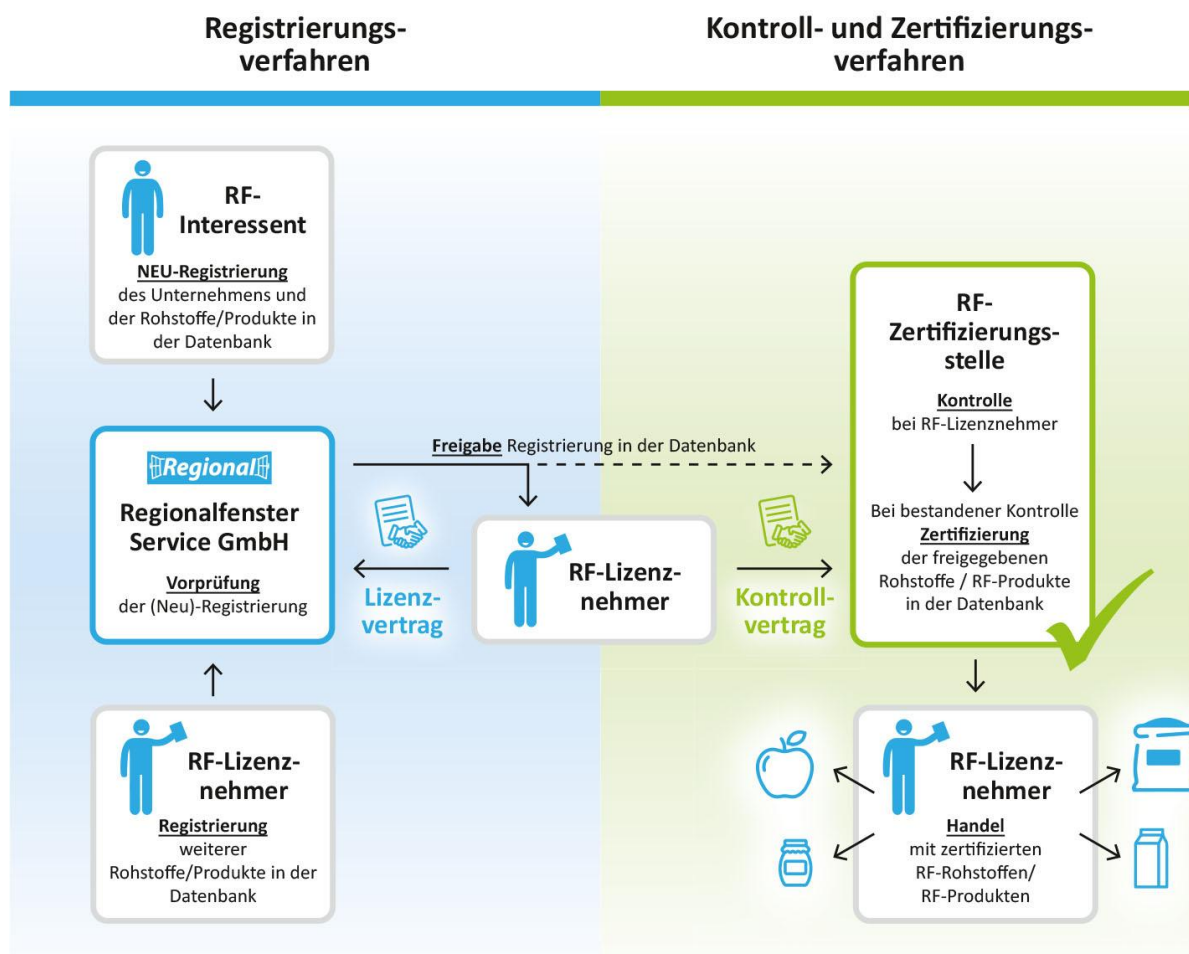 Registrierungs-
verfahren
Kontroll- und Zertifizierungs-
verfahren
RF-
Interessent
NEU-Registrierung
des Unternehmens und
der Rohstoffe/Produkte in
der Datenbank
Regional
Regionalfenster
Service GmbH
Vorprüfung
der (Neu)-Registrierung
RF-Lizenz-
nehmer
Registrierung
weiterer
Rohstoffe/Produkte in der
Datenbank
Freigabe Registrierung in der Datenbank
Lizenz-
vertrag
RF-Lizenz-
nehmer
Kontroll-
vertrag
RF-
Zertifizierungs-
stelle
Kontrolle
bei RF-Lizenznehmer
Bei bestandener Kontrolle
Zertifizierung
der freigegebenen
Rohstoffe / RF-Produkte
in der Datenbank
RF-Lizenz-
nehmer
Handel
mit zertifizierten
RF-Rohstoffen/
RF-Produkten